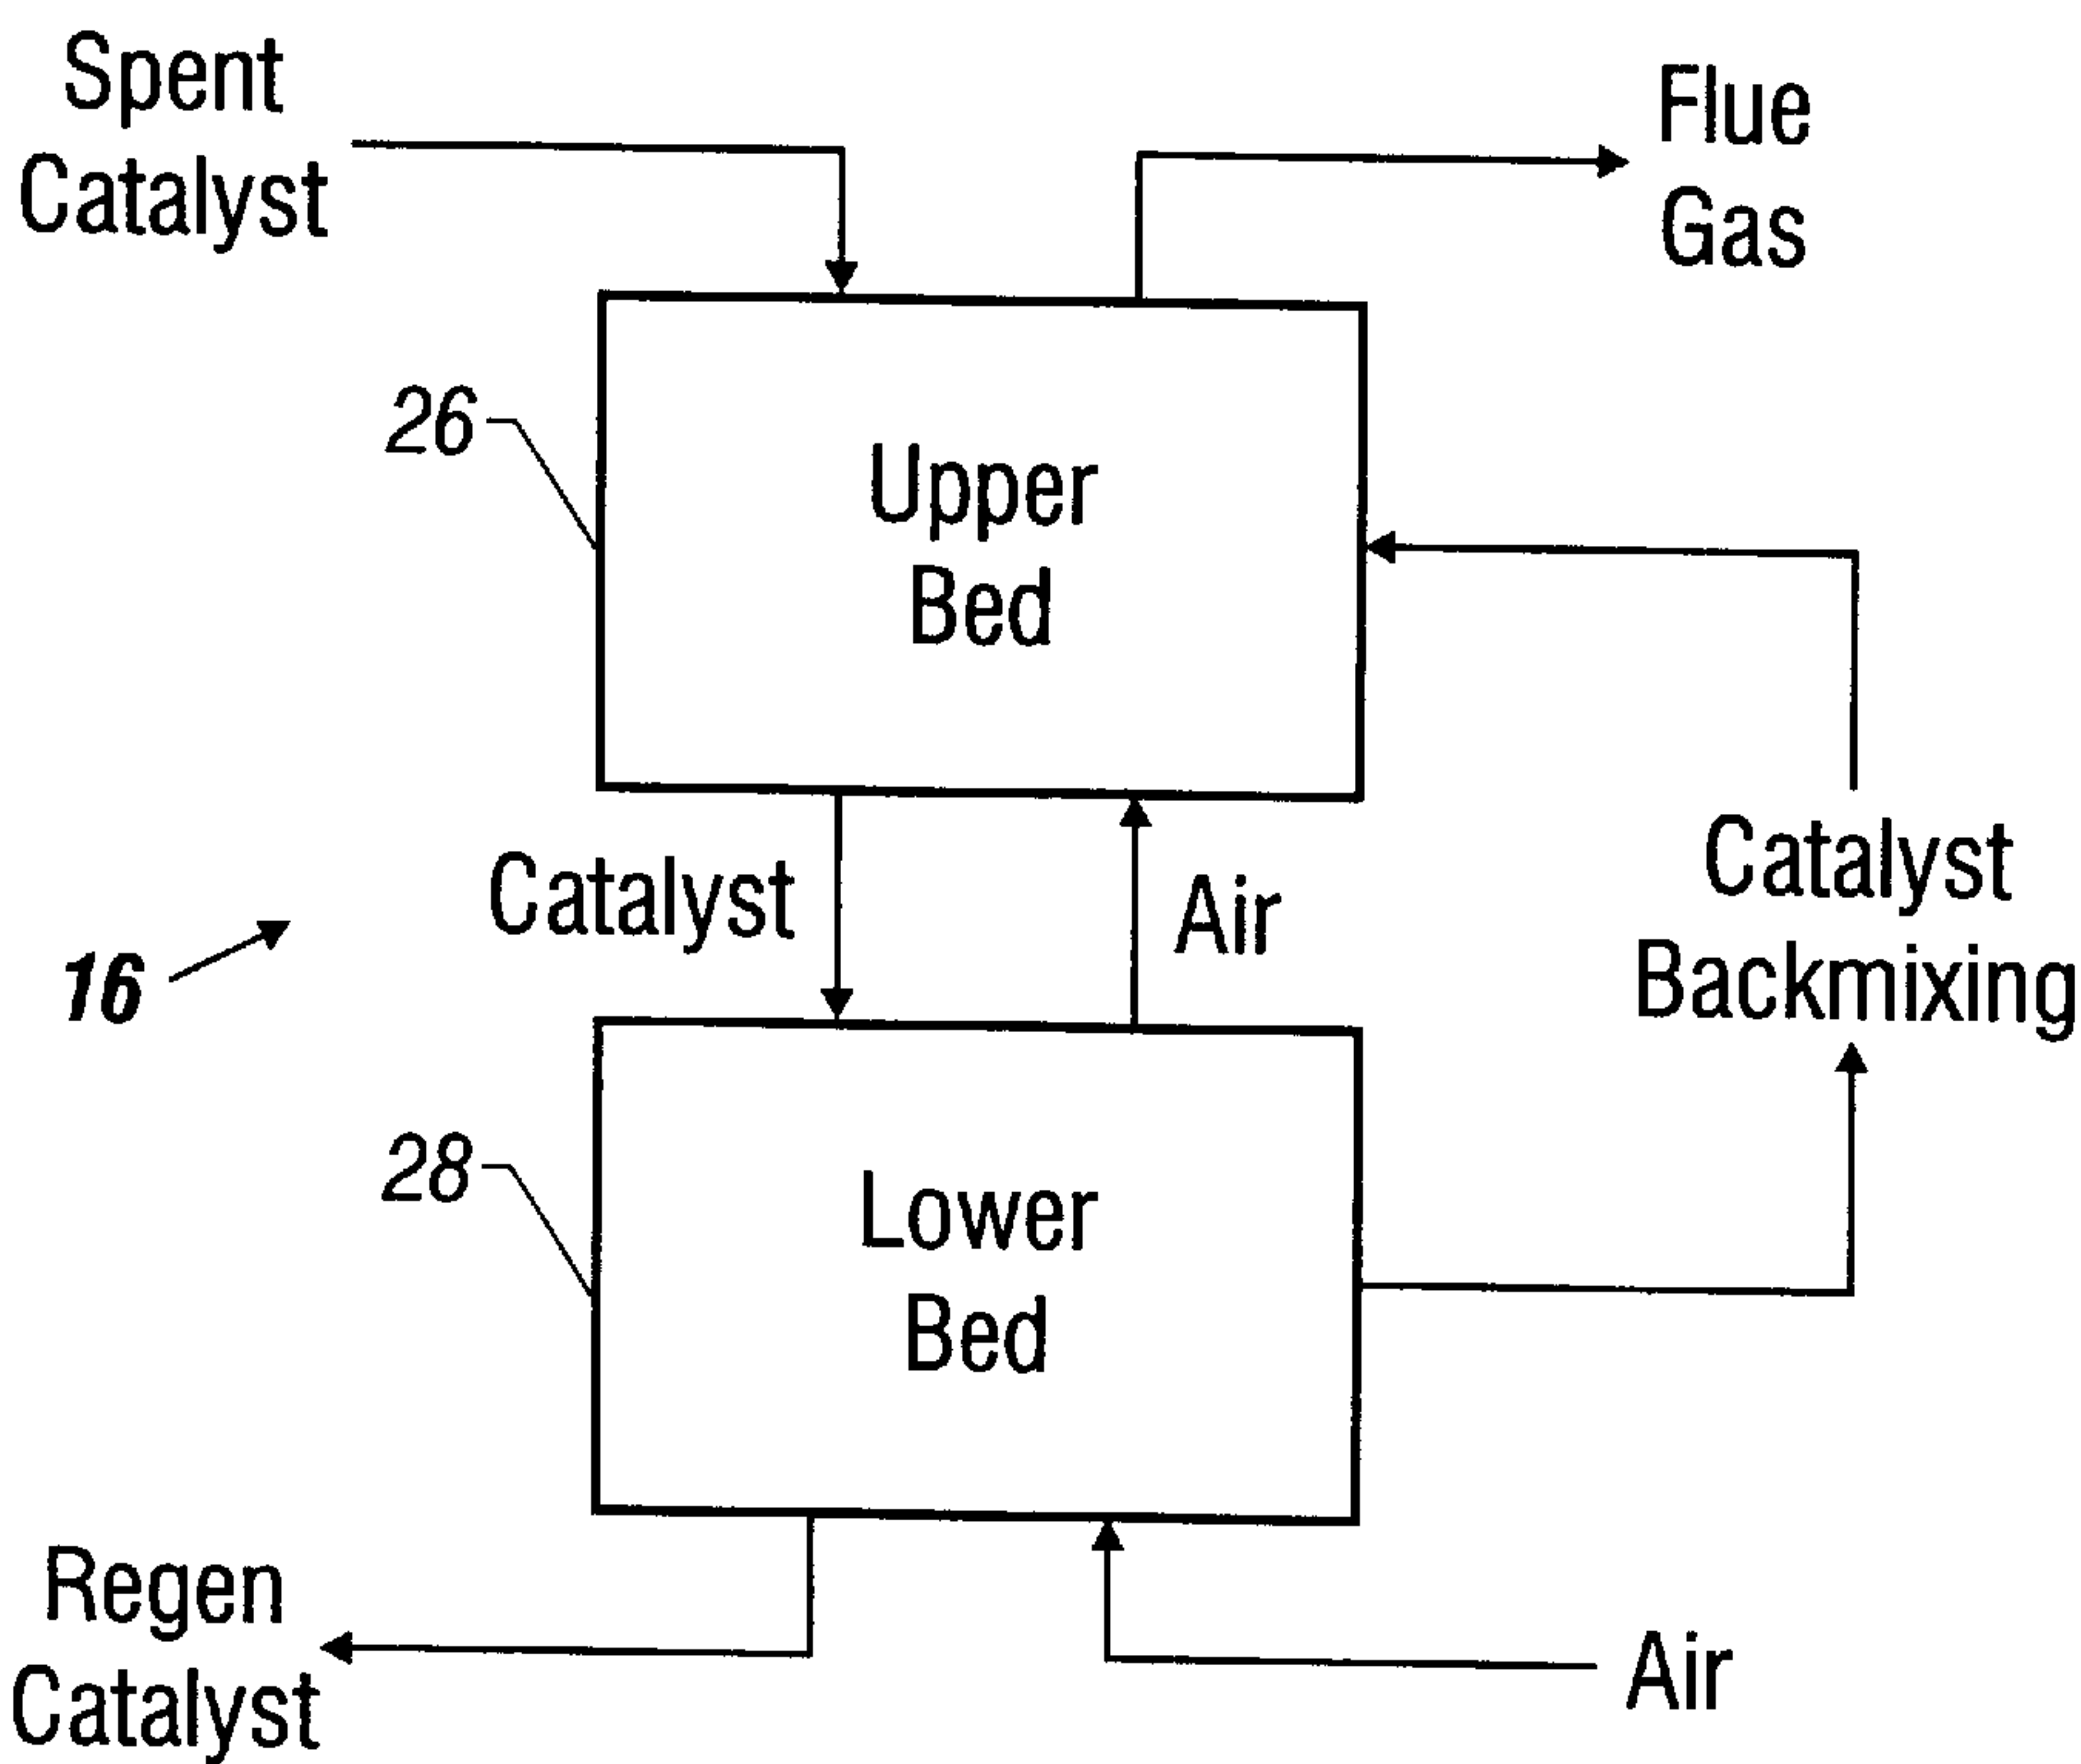 Spent
Catalyst
Flue
Gas
26
Upper
Bed
Catalyst
Air
Catalyst
Backmixing
16
28
Lower
Bed
Regen
Catalyst
Air